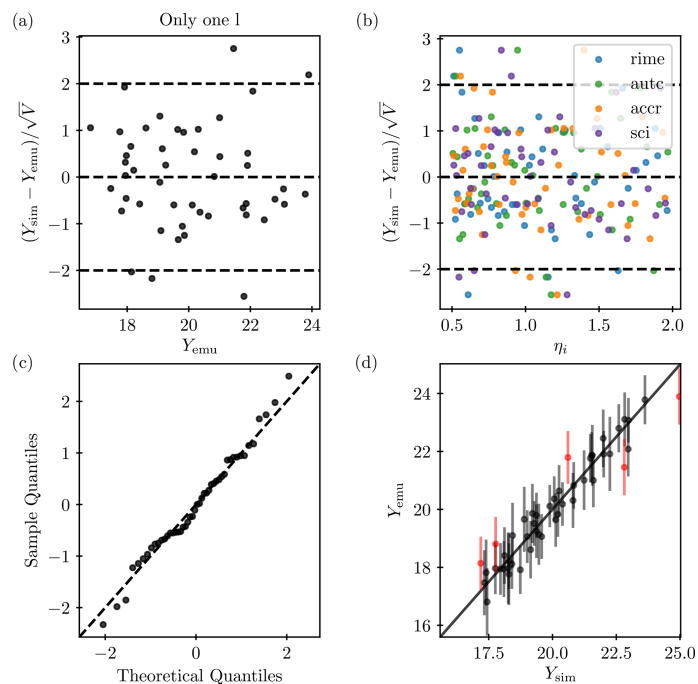 (a)
Only one l
(b)
3
2
1
0
−1
−2
(Y_sim − Y_emu)/√V
18
20
22
24
Y_emu
3
2
1
0
−1
−2
(Y_sim − Y_emu)/√V
rime
autc
accr
sci
0.5
1.0
1.5
2.0
η_i
(c)
2
1
0
−1
−2
Sample Quantiles
−2
0
2
Theoretical Quantiles
(d)
24
22
20
18
16
Y_emu
17.5
20.0
22.5
25.0
Y_sim